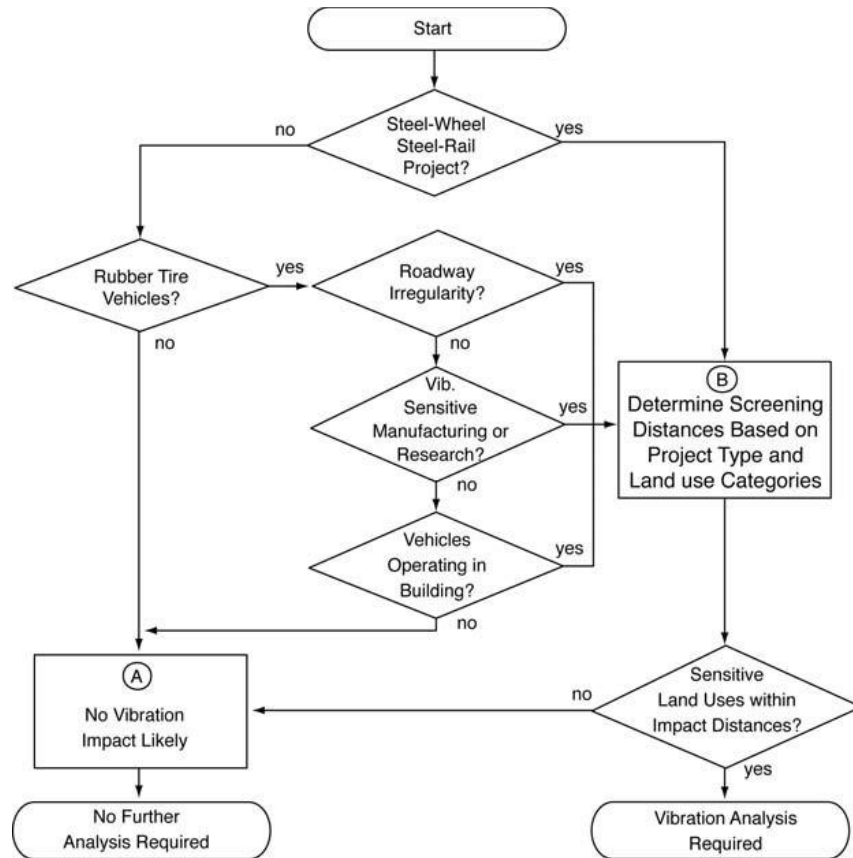 Start
no
Steel-Wheel
Steel-Rail
Project?
yes
Rubber Tire
Vehicles?
yes
no
Roadway
Irregularity?
yes
no
Vib.
Sensitive
Manufacturing or
Research?
yes
no
B
Determine Screening
Distances Based on
Project Type and
Land use Categories
Vehicles
Operating in
Building?
yes
no
A
No Vibration
Impact Likely
no
Sensitive
Land Uses within
Impact Distances?
yes
No Further
Analysis Required
Vibration Analysis
Required